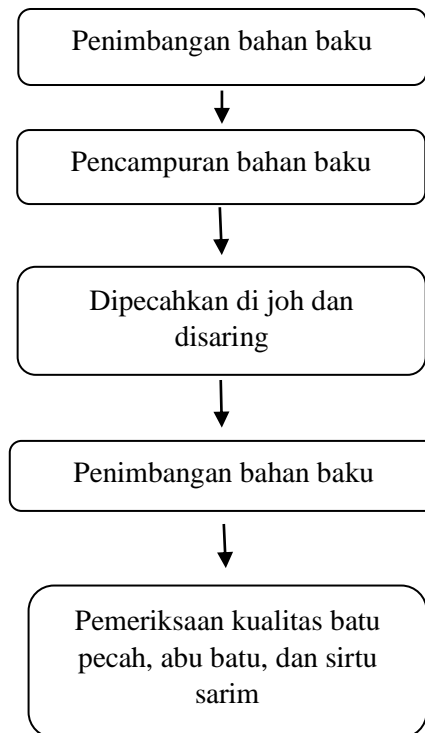 Penimbangan bahan baku
Pencampuran bahan baku
Dipecahkan di joh dan
disaring
Penimbangan bahan baku
Pemeriksaan kualitas batu
pecah, abu batu, dan sirtu
sarim